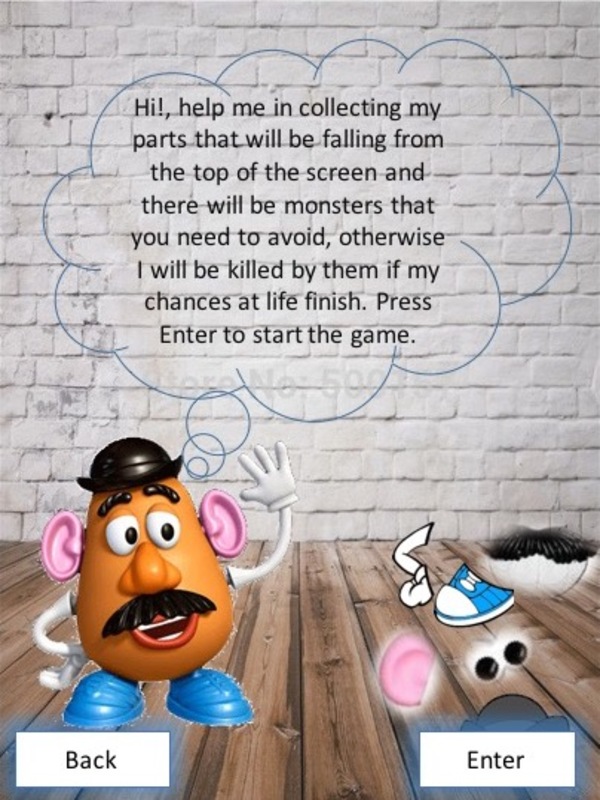 Hi!, help me in collecting my
parts that will be falling from
the top of the screen and
there will be monsters that
you need to avoid, otherwise
I will be killed by them if my
chances at life finish. Press
Enter to start the game.
Back
Enter